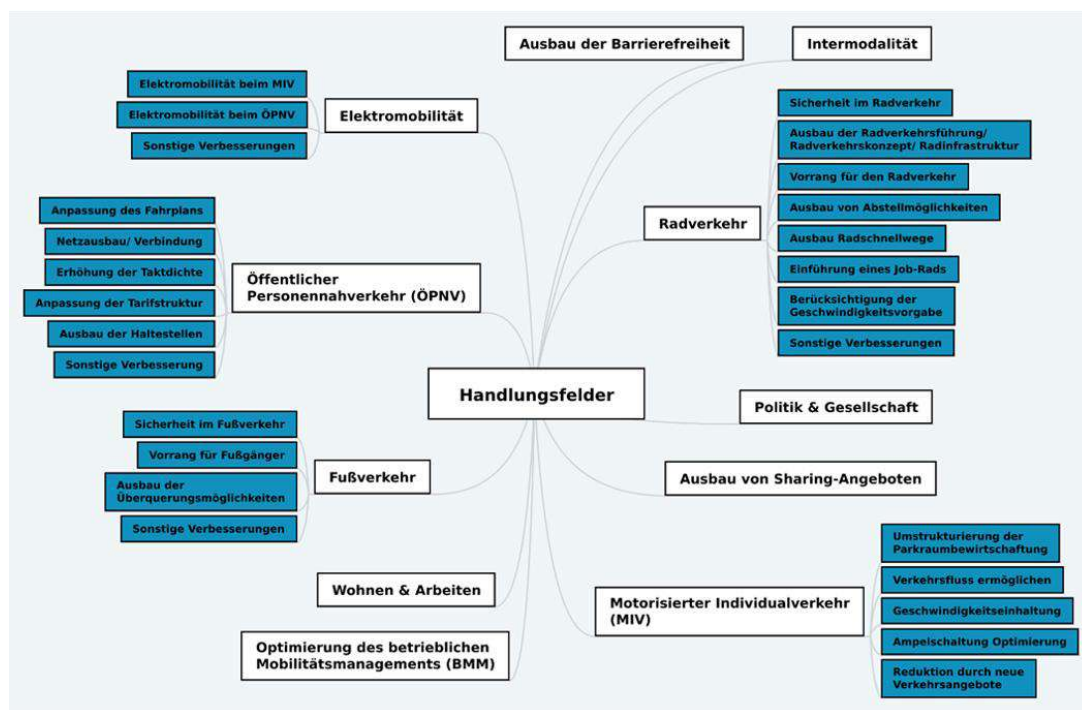 Handlungsfelder
Ausbau der Barrierefreiheit
Intermodalität
Elektromobilität
Elektromobilität beim MIV
Elektromobilität beim ÖPNV
Sonstige Verbesserungen
Öffentlicher
Personennahverkehr (ÖPNV)
Anpassung des Fahrplans
Netzausbau/ Verbindung
Erhöhung der Taktdichte
Anpassung der Tarifstruktur
Ausbau der Haltestellen
Sonstige Verbesserung
Fußverkehr
Sicherheit im Fußverkehr
Vorrang für Fußgänger
Ausbau der
Überquerungsmöglichkeiten
Sonstige Verbesserungen
Wohnen & Arbeiten
Optimierung des betrieblichen
Mobilitätsmanagements (BMM)
Radverkehr
Sicherheit im Radverkehr
Ausbau der Radverkehrsführung/
Radverkehrskonzept/ Radinfrastruktur
Vorrang für den Radverkehr
Ausbau von Abstellmöglichkeiten
Ausbau Radschnellwege
Einführung eines Job-Rads
Berücksichtigung der
Geschwindigkeitsvorgabe
Sonstige Verbesserungen
Politik & Gesellschaft
Ausbau von Sharing-Angeboten
Motorisierter Individualverkehr
(MIV)
Umstrukturierung der
Parkraumbewirtschaftung
Verkehrsfluss ermöglichen
Geschwindigkeitseinhaltung
Ampelschaltung Optimierung
Reduktion durch neue
Verkehrsangebote